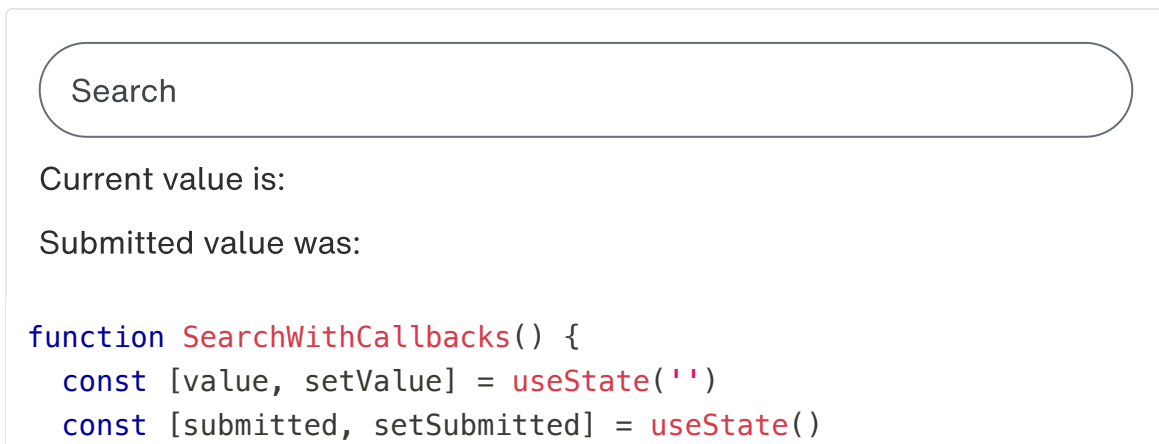 Search
Current value is:
Submitted value was:
function SearchWithCallbacks() {
  const [value, setValue] = useState('')
  const [submitted, setSubmitted] = useState()